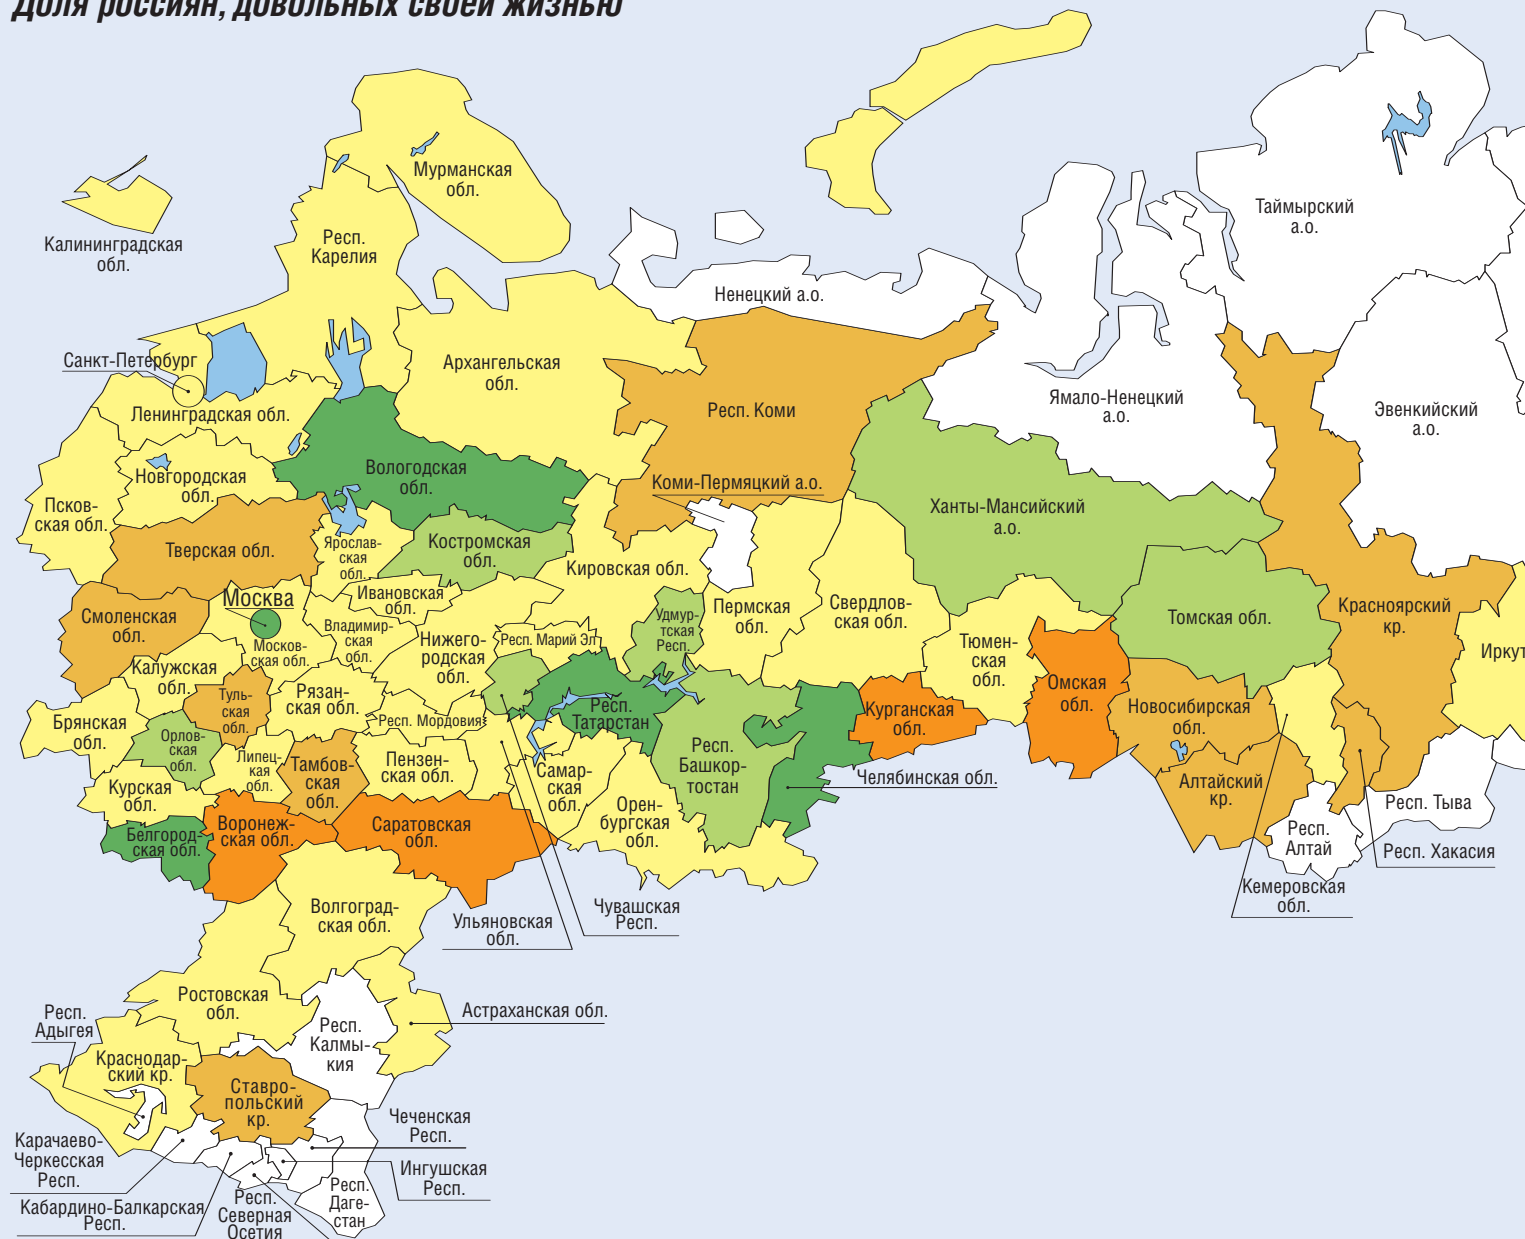 Доля россиян, довольных своей жизнью
Мурманская
обл.
Калининградская
обл.
Респ.
Карелия
Таймырский
а.о.
Ненецкий а.о.
Санкт-Петербург
Архангельская
обл.
Ленинградская обл.
Респ. Коми
Ямало-Ненецкий
а.о.
Эвенкийский
а.о.
Вологодская
обл.
Новгородская
обл.
Коми-Пермяцкий а.о.
Псков-
ская обл.
Ханты-Мансийский
а.о.
Тверская обл.
Ярослав-
ская
обл.
Костромская
обл.
Кировская обл.
Москва
Ивановская
обл.
Смоленская
обл.
Московс-
ская обл.
Владимир-
ская
обл.
Нижего-
родская
обл.
Респ. Марий Эл
Удмур-
тская
Респ.
Пермская
обл.
Свердлов-
ская обл.
Томская обл.
Красноярский
кр.
Тюмен-
ская
обл.
Иркут
Калужская
обл.
Туль-
ская
обл.
Рязан-
ская обл.
Респ. Мордовия
Респ.
Татарстан
Курганская
обл.
Омская
обл.
Новосибирская
обл.
Брянская
обл.
Орлов-
ская
обл.
Липец-
кая
обл.
Тамбов-
ская
обл.
Пензен-
ская обл.
Самар-
ская
обл.
Респ.
Башкор-
тостан
Челябинская обл.
Алтайский
кр.
Курская
обл.
Орен-
бургская
обл.
Респ. Тыва
Белгород-
ская обл.
Воронеж-
ская обл.
Саратовская
обл.
Респ.
Алтай
Респ. Хакасия
Кемеровская
обл.
Волгоград-
ская обл.
Ульяновская
обл.
Чувашская
Респ.
Ростовская
обл.
Астраханская обл.
Респ.
Адыгея
Респ.
Калмы-
кия
Краснодар-
ский кр.
Ставро-
польский
кр.
Чеченская
Респ.
Карачаево-
Черкесская
Респ.
Ингушская
Респ.
Кабардино-Балкарская
Респ.
Респ.
Северная
Осетия
Респ.
Даге-
стан